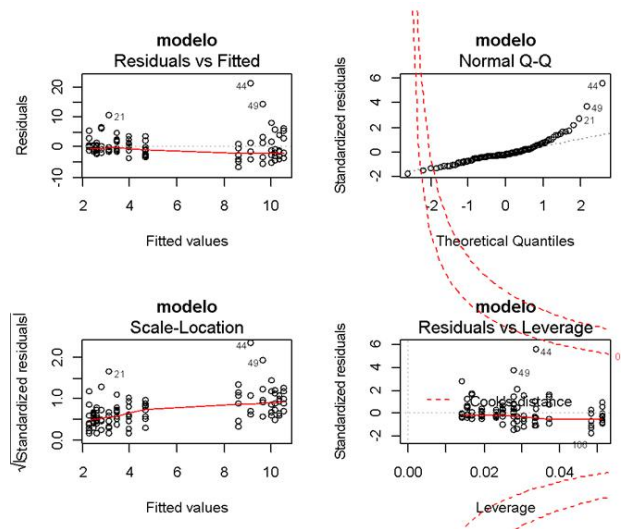 modelo
Residuals vs Fitted
Residuals
-10
0
5
10
20
44
49
21
2
4
6
8
10
Fitted values
modelo
Normal Q-Q
Standardized residuals
-2
0
2
4
6
44
49
21
-2
-1
0
1
2
Theoretical Quantiles
modelo
Scale-Location
√|Standardized residuals|
0.0
1.0
2.0
44
49
21
2
4
6
8
10
Fitted values
modelo
Residuals vs Leverage
Standardized residuals
-2
0
2
4
6
44
49
Cook's distance
0.00
0.02
0.04
Leverage